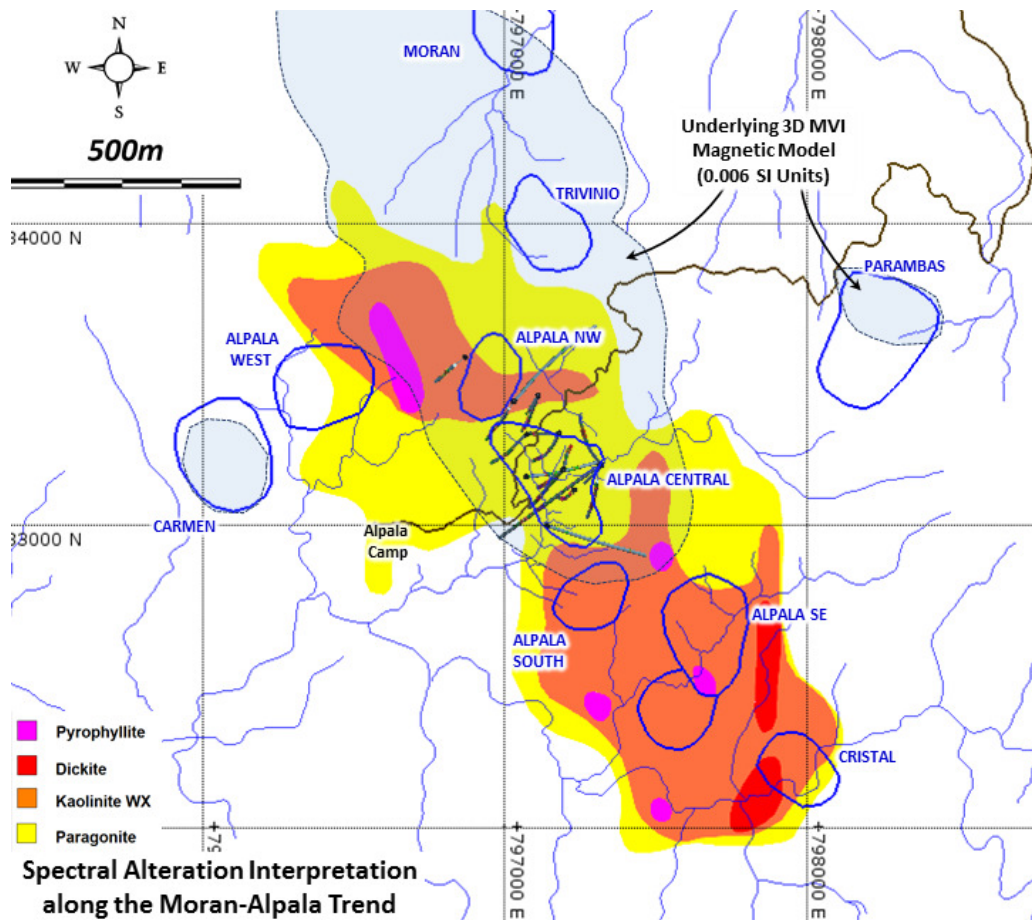 N
W E
S
500m
MORAN
797000 E
798000 E
Underlying 3D MVI
Magnetic Model
(0.006 SI Units)
TRIVINIO
34000 N
PARAMBAS
ALPALA
WEST
ALPALA NW
ALPALA CENTRAL
CARMEN
Alpala
Camp
33000 N
ALPALA
SOUTH
ALPALA SE
CRISTAL
Pyrophyllite
Dickite
Kaolinite WX
Paragonite
+797000 E
+798000 E
Spectral Alteration Interpretation
along the Moran-Alpala Trend